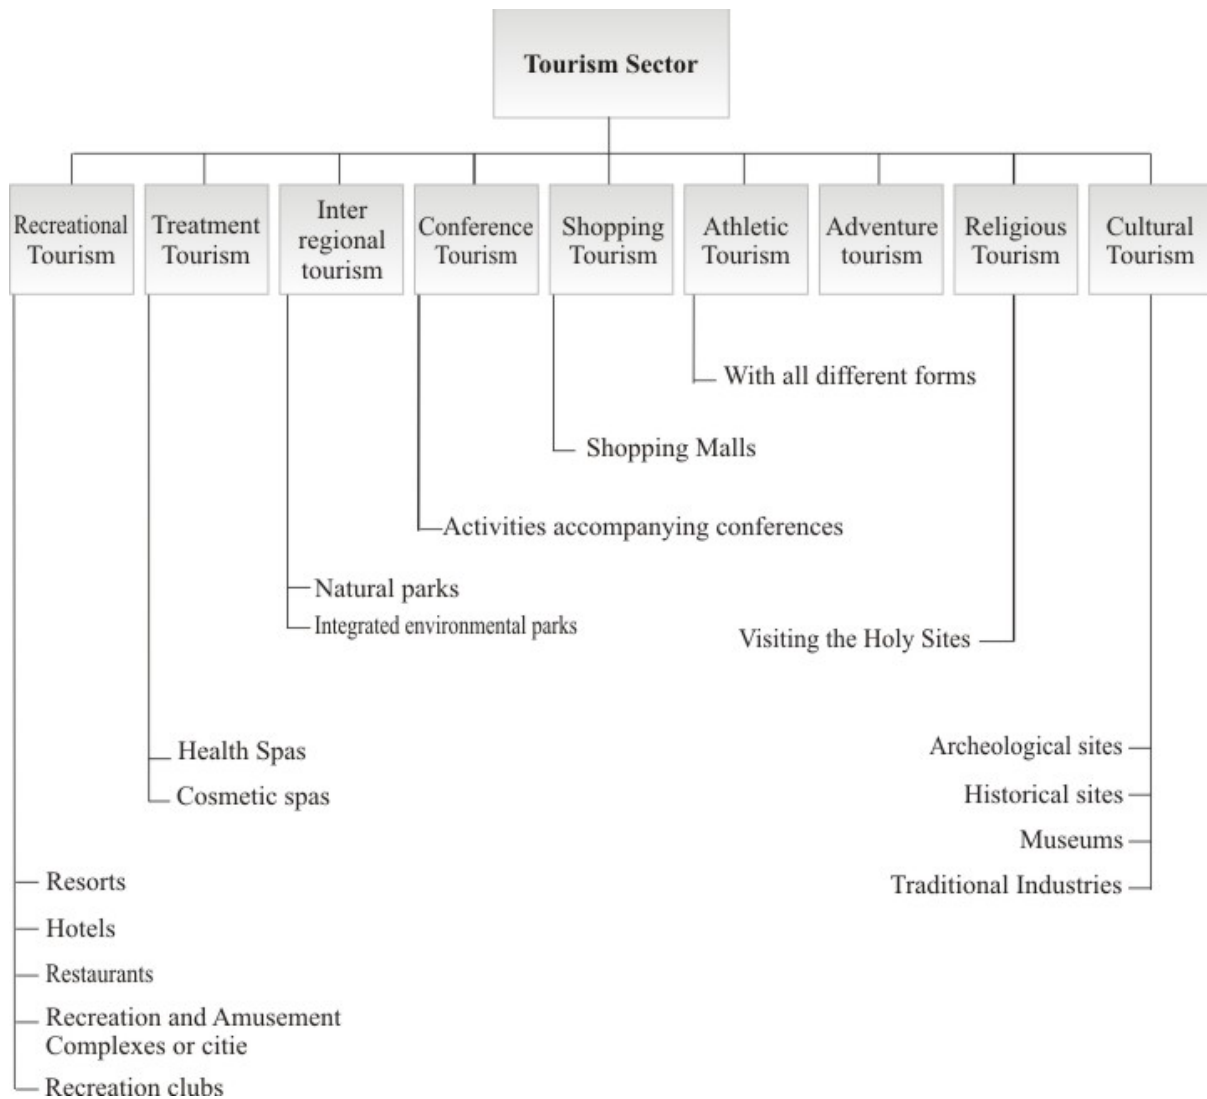 Tourism Sector
Recreational
Tourism
Treatment
Tourism
Inter
regional
tourism
Conference
Tourism
Shopping
Tourism
Athletic
Tourism
Adventure
tourism
Religious
Tourism
Cultural
Tourism
With all different forms
Shopping Malls
Activities accompanying conferences
Natural parks
Integrated environmental parks
Visiting the Holy Sites
Health Spas
Cosmetic spas
Archeological sites
Historical sites
Museums
Traditional Industries
Resorts
Hotels
Restaurants
Recreation and Amusement
Complexes or citie
Recreation clubs